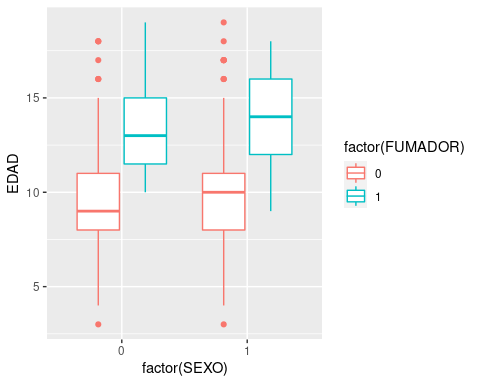 EDAD
15
10
5
0
1
factor(SEXO)
factor(FUMADOR)
0
1